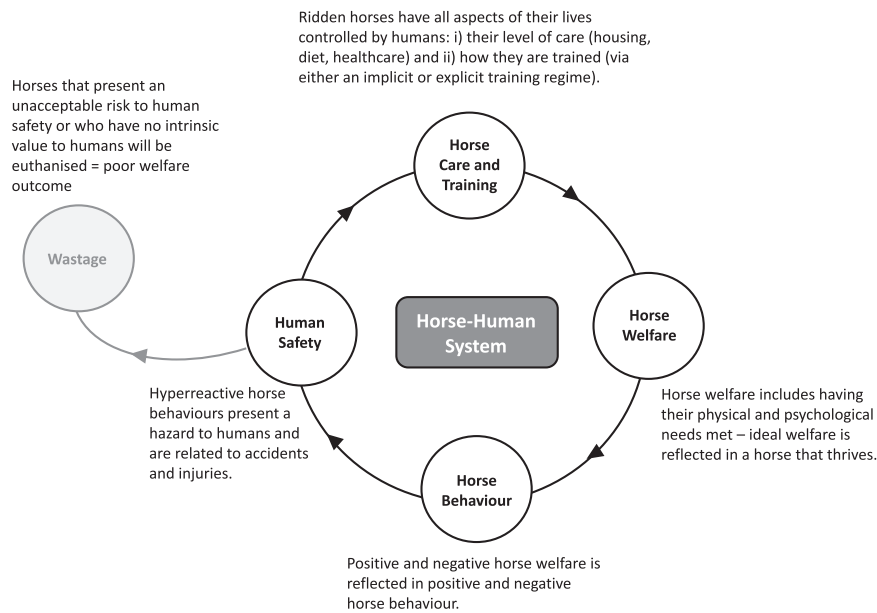 Ridden horses have all aspects of their lives
controlled by humans: i) their level of care (housing,
diet, healthcare) and ii) how they are trained (via
either an implicit or explicit training regime).
Horses that present an
unacceptable risk to human
safety or who have no intrinsic
value to humans will be
euthanised = poor welfare
outcome
Horse
Care and
Training
Wastage
Human
Safety
Horse-Human
System
Horse
Welfare
Hyperreactive horse
behaviours present a
hazard to humans and
are related to accidents
and injuries.
Horse welfare includes having
their physical and psychological
needs met – ideal welfare is
reflected in a horse that thrives.
Horse
Behaviour
Positive and negative horse welfare is
reflected in positive and negative
horse behaviour.